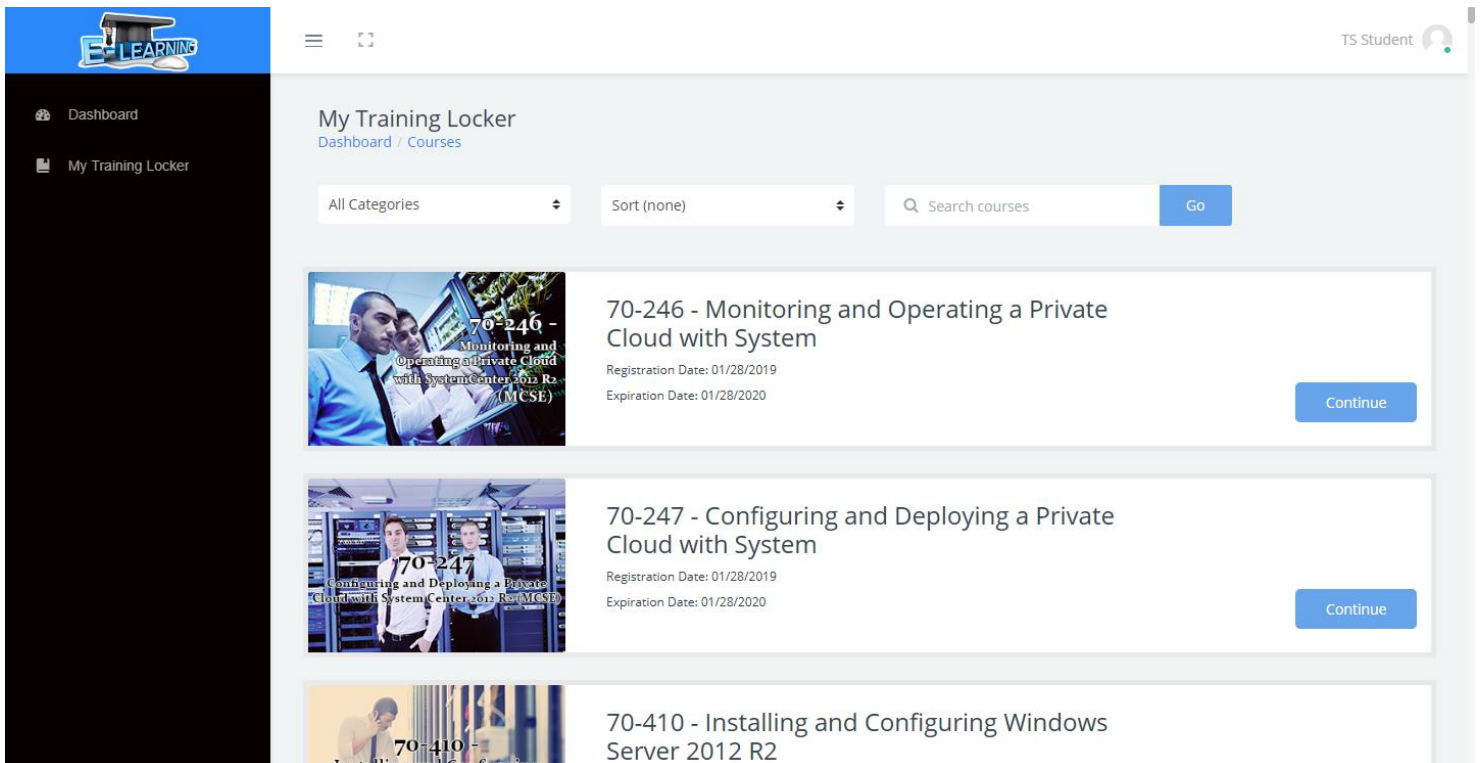 E-LEARNING
TS Student
Dashboard
My Training Locker
My Training Locker
Dashboard / Courses
All Categories
Sort (none)
Search courses
Go
70-246 -
Monitoring and
Operating a Private Cloud
with SystemCenter 2012 R2
(MCSE)
70-246 - Monitoring and Operating a Private
Cloud with System
Registration Date: 01/28/2019
Expiration Date: 01/28/2020
Continue
70-247
Configuring and Deploying a Private
Cloud with System Center 2012 R2 (MCSE)
70-247 - Configuring and Deploying a Private
Cloud with System
Registration Date: 01/28/2019
Expiration Date: 01/28/2020
Continue
70-410 -
70-410 - Installing and Configuring Windows
Server 2012 R2